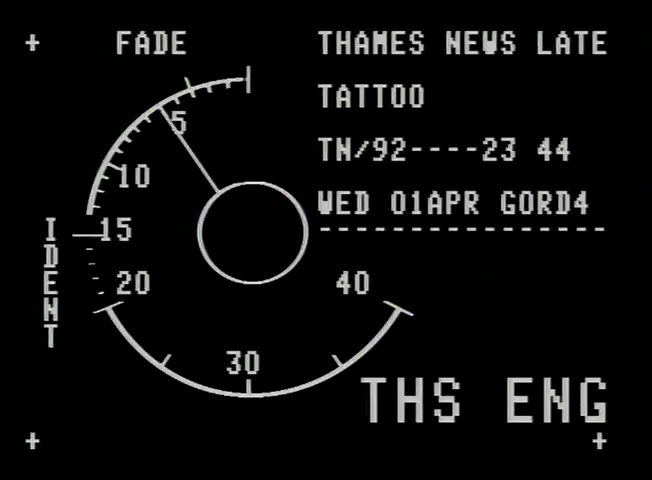 FADE
THAMES NEWS LATE
TATTOO
TN/92----23 44
WED 01APR GORD4
----------------
5
10
15
20
30
40
IDENT
THS ENG